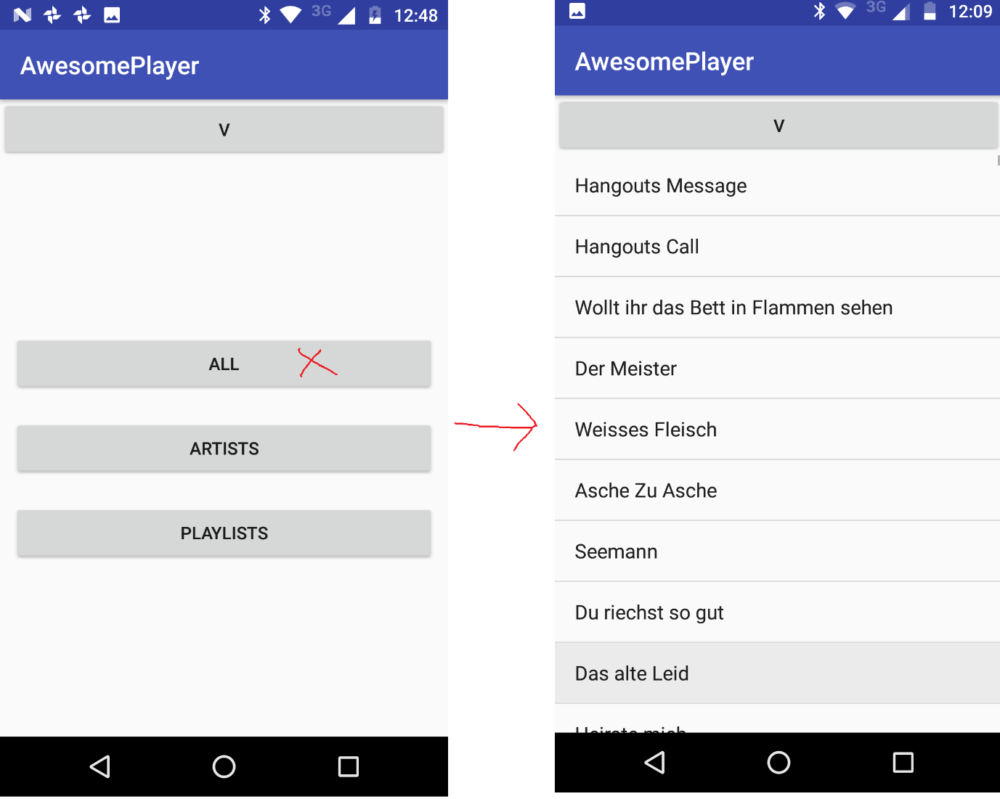 3G 12:48
AwesomePlayer
V
ALL
ARTISTS
PLAYLISTS
3G 12:09
AwesomePlayer
V
Hangouts Message
Hangouts Call
Wollt ihr das Bett in Flammen sehen
Der Meister
Weisses Fleisch
Asche Zu Asche
Seemann
Du riechst so gut
Das alte Leid